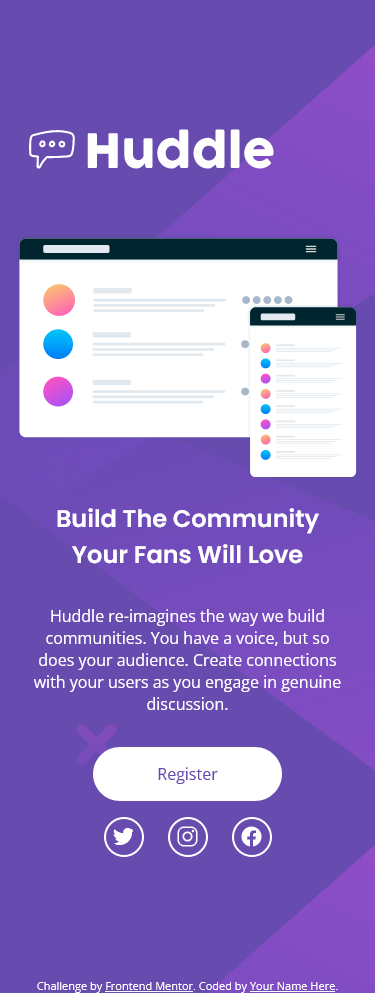 Huddle
Build The Community
Your Fans Will Love
Huddle re-imagines the way we build
communities. You have a voice, but so
does your audience. Create connections
with your users as you engage in genuine
discussion.
Register
Challenge by Frontend Mentor. Coded by Your Name Here.